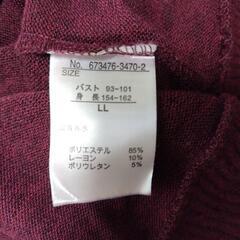 No. 673476-3470-2
SIZE
バスト 93-101
身 長 154-162
LL
ポリエステル 85%
レーヨン 10%
ポリウレタン 5%